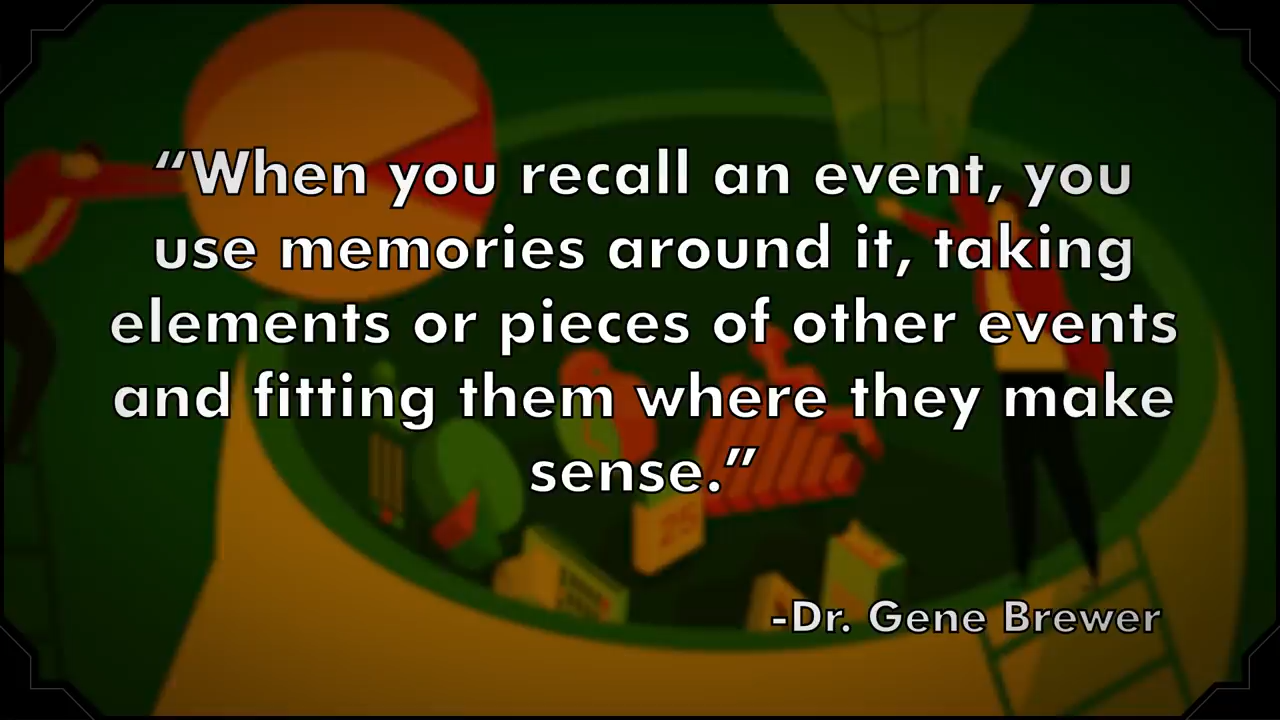 “When you recall an event, you
use memories around it, taking
elements or pieces of other events
and fitting them where they make
sense.”
-Dr. Gene Brewer
25